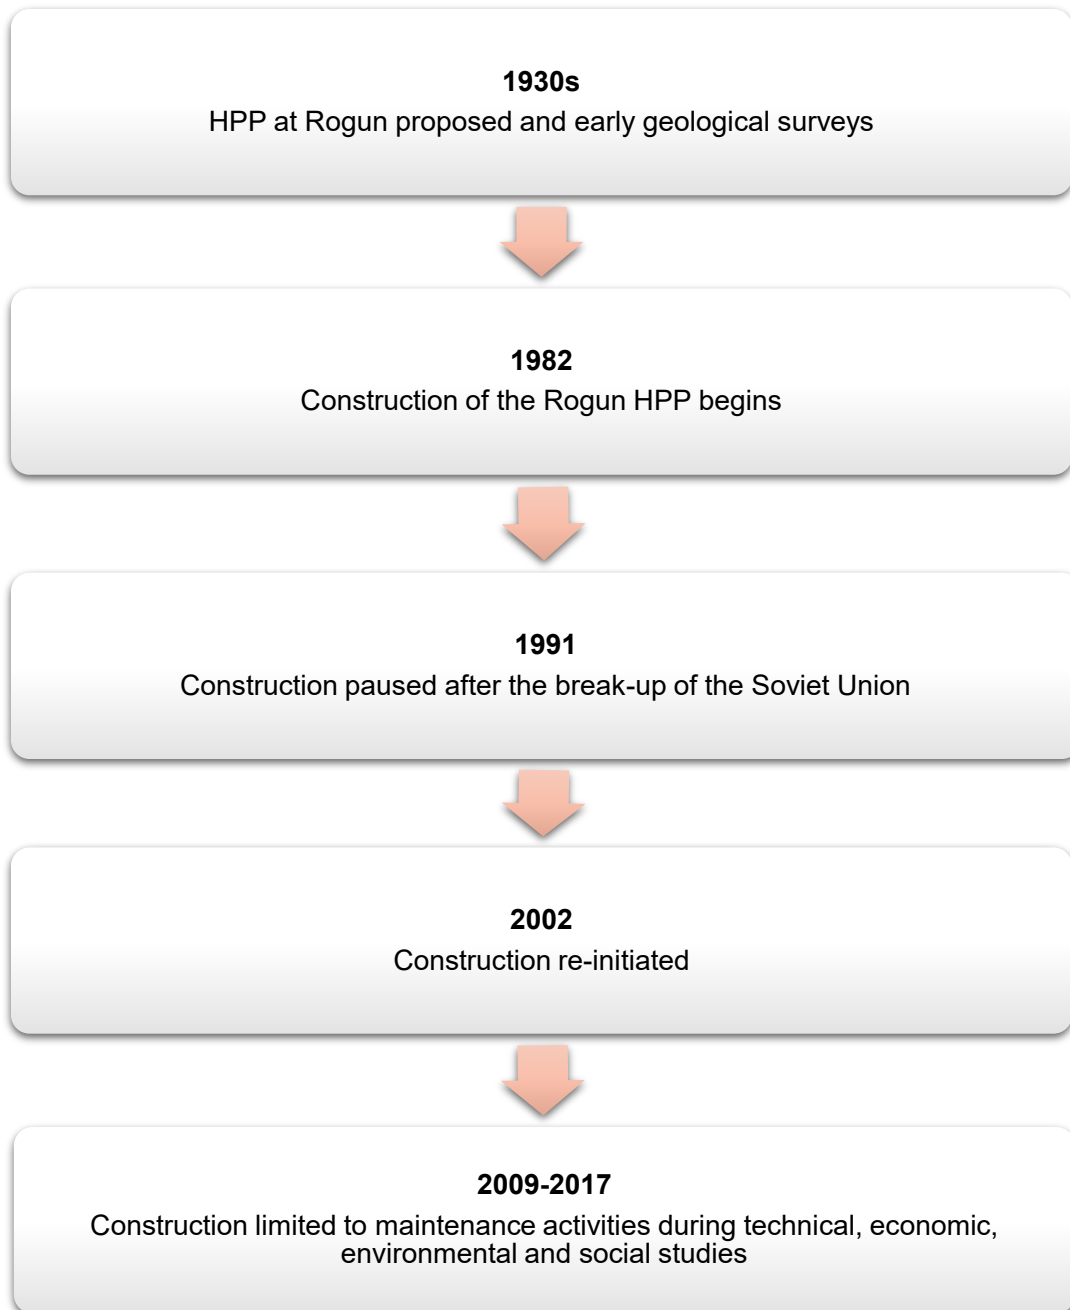 1930s
HPP at Rogun proposed and early geological surveys
1982
Construction of the Rogun HPP begins
1991
Construction paused after the break-up of the Soviet Union
2002
Construction re-initiated
2009-2017
Construction limited to maintenance activities during technical, economic,
environmental and social studies